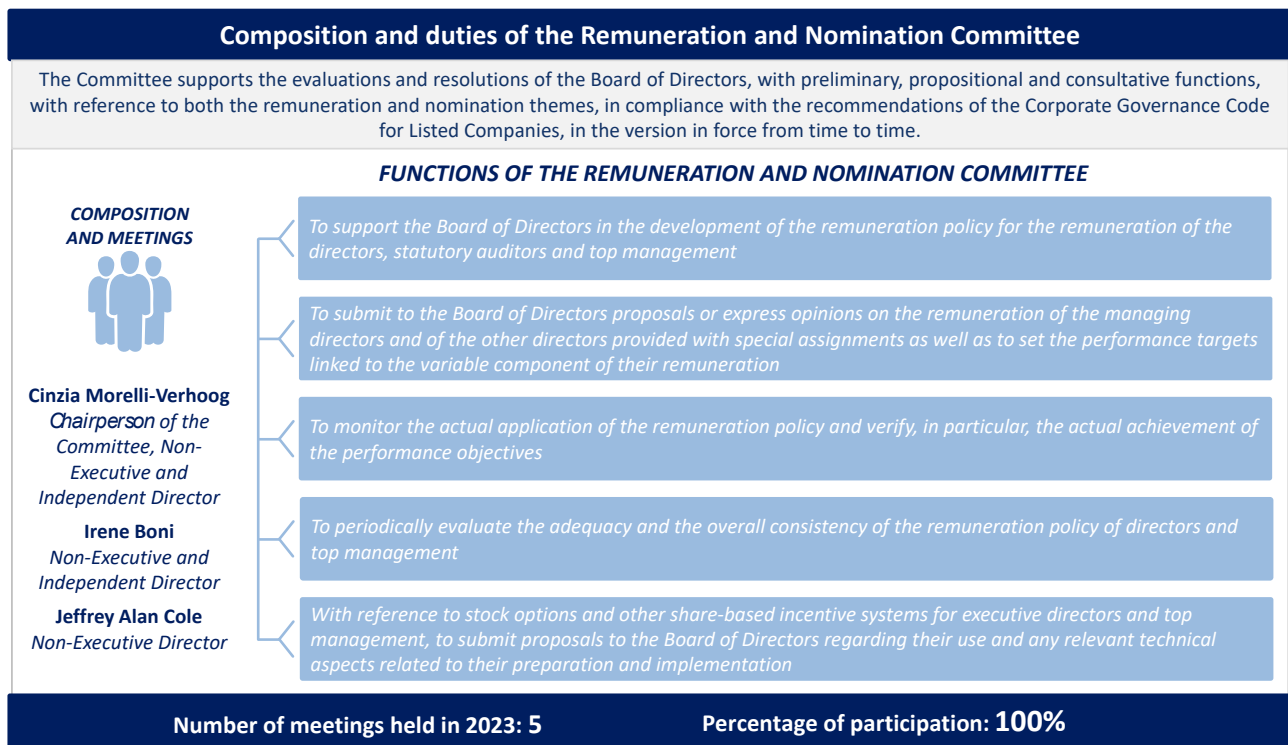 Composition and duties of the Remuneration and Nomination Committee
The Committee supports the evaluations and resolutions of the Board of Directors, with preliminary, propositional and consultative functions,
with reference to both the remuneration and nomination themes, in compliance with the recommendations of the Corporate Governance Code
for Listed Companies, in the version in force from time to time.
FUNCTIONS OF THE REMUNERATION AND NOMINATION COMMITTEE
COMPOSITION
AND MEETINGS
Cinzia Morelli-Verhoog
Chairperson of the
Committee, Non-
Executive and
Independent Director
Irene Boni
Non-Executive and
Independent Director
Jeffrey Alan Cole
Non-Executive Director
To support the Board of Directors in the development of the remuneration policy for the remuneration of the
directors, statutory auditors and top management
To submit to the Board of Directors proposals or express opinions on the remuneration of the managing
directors and of the other directors provided with special assignments as well as to set the performance targets
linked to the variable component of their remuneration
To monitor the actual application of the remuneration policy and verify, in particular, the actual achievement of
the performance objectives
To periodically evaluate the adequacy and the overall consistency of the remuneration policy of directors and
top management
With reference to stock options and other share-based incentive systems for executive directors and top
management, to submit proposals to the Board of Directors regarding their use and any relevant technical
aspects related to their preparation and implementation
Number of meetings held in 2023: 5
Percentage of participation: 100%